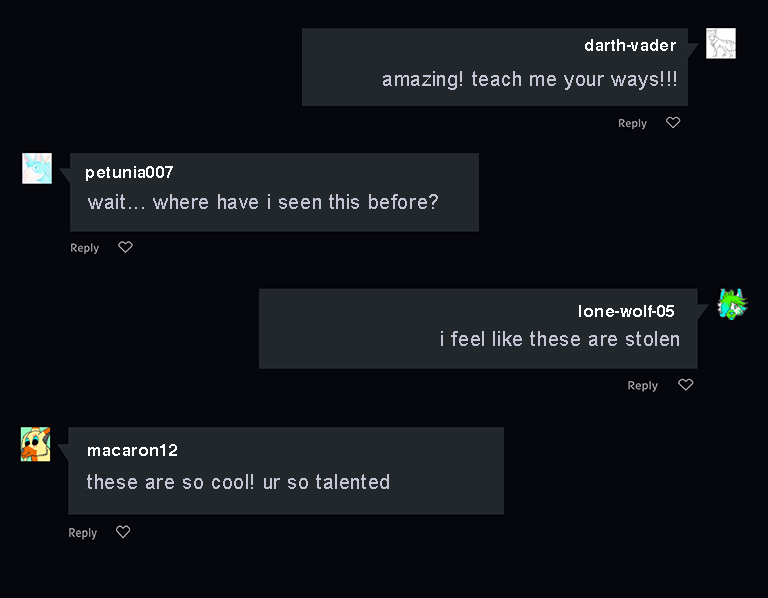 darth-vader
amazing! teach me your ways!!!
Reply
petunia007
wait... where have i seen this before?
Reply
lone-wolf-05
i feel like these are stolen
Reply
macaron12
these are so cool! ur so talented
Reply